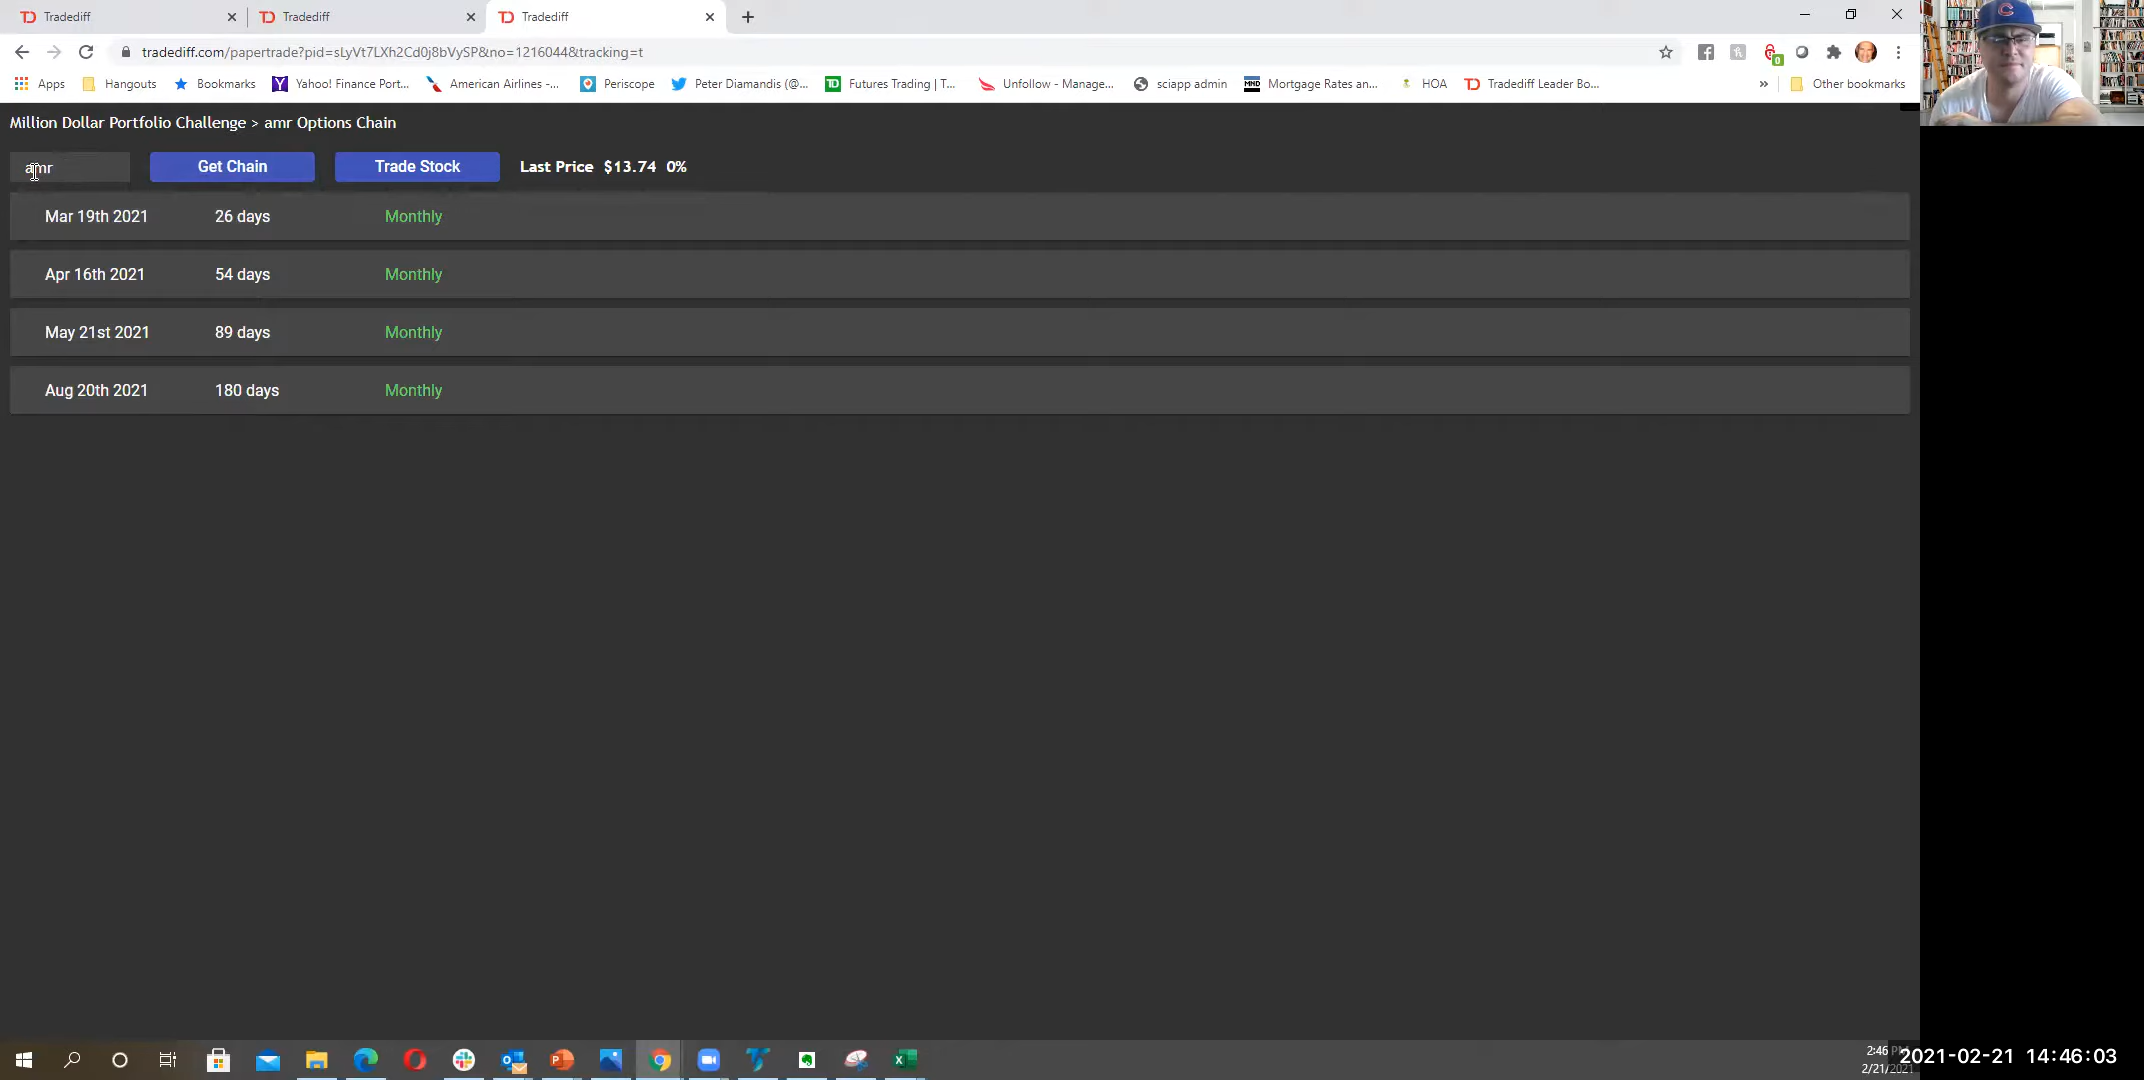 Tradediff
Tradediff
Tradediff
tradediff.com/papertrade?pid=sLyVt7LXh2Cd0j8bVySP&no=1216044&tracking=t
0
Apps
Hangouts
Bookmarks
Yahoo! Finance Port...
American Airlines -...
Periscope
Peter Diamandis (@...
Futures Trading | T...
Unfollow - Manage...
sciapp admin
Mortgage Rates an...
HOA
Tradediff Leader Bo...
»
Other bookmarks
Million Dollar Portfolio Challenge > amr Options Chain
amr
Get Chain
Trade Stock
Last Price $13.74 0%
Mar 19th 2021 26 days Monthly
Apr 16th 2021 54 days Monthly
May 21st 2021 89 days Monthly
Aug 20th 2021 180 days Monthly
2:46 PM
2/21/2021
2021-02-21 14:46:03